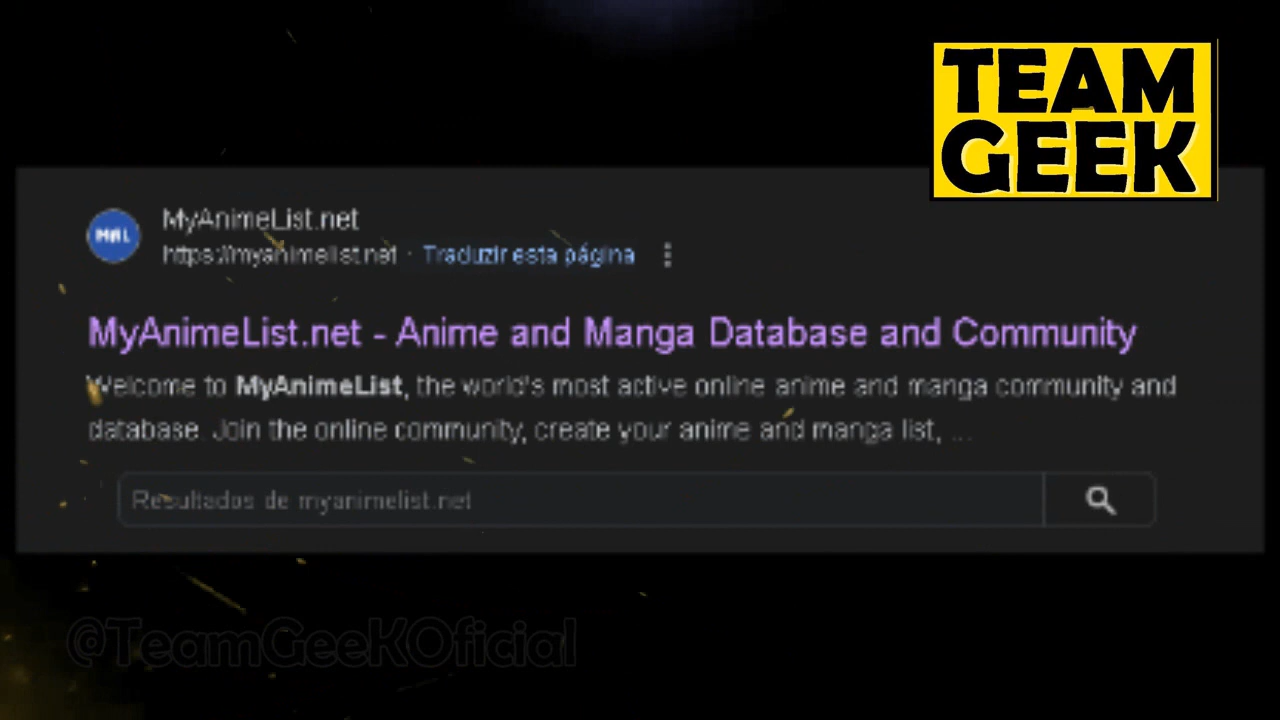 TEAM
GEEK
MyAnimeList.net
https://myanimelist.net · Traduzir esta página
MyAnimeList.net - Anime and Manga Database and Community
Welcome to MyAnimeList, the world's most active online anime and manga community and
database. Join the online community, create your anime and manga list, ...
Resultados de myanimelist.net
@TeamGeeKOficial